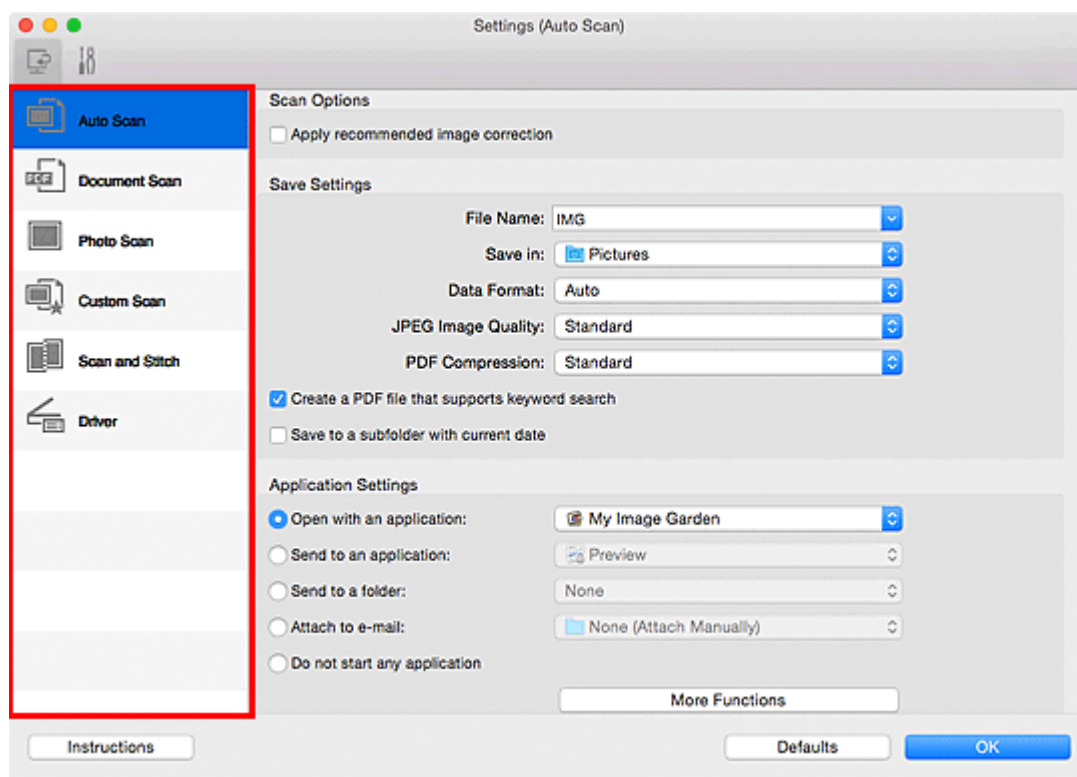 Settings (Auto Scan)
Auto Scan
Document Scan
Photo Scan
Custom Scan
Scan and Stitch
Driver
Scan Options
Apply recommended image correction
Save Settings
File Name: IMG
Save in: Pictures
Data Format: Auto
JPEG Image Quality: Standard
PDF Compression: Standard
Create a PDF file that supports keyword search
Save to a subfolder with current date
Application Settings
Open with an application: My Image Garden
Send to an application: Preview
Send to a folder: None
Attach to e-mail: None (Attach Manually)
Do not start any application
More Functions
Instructions Defaults OK